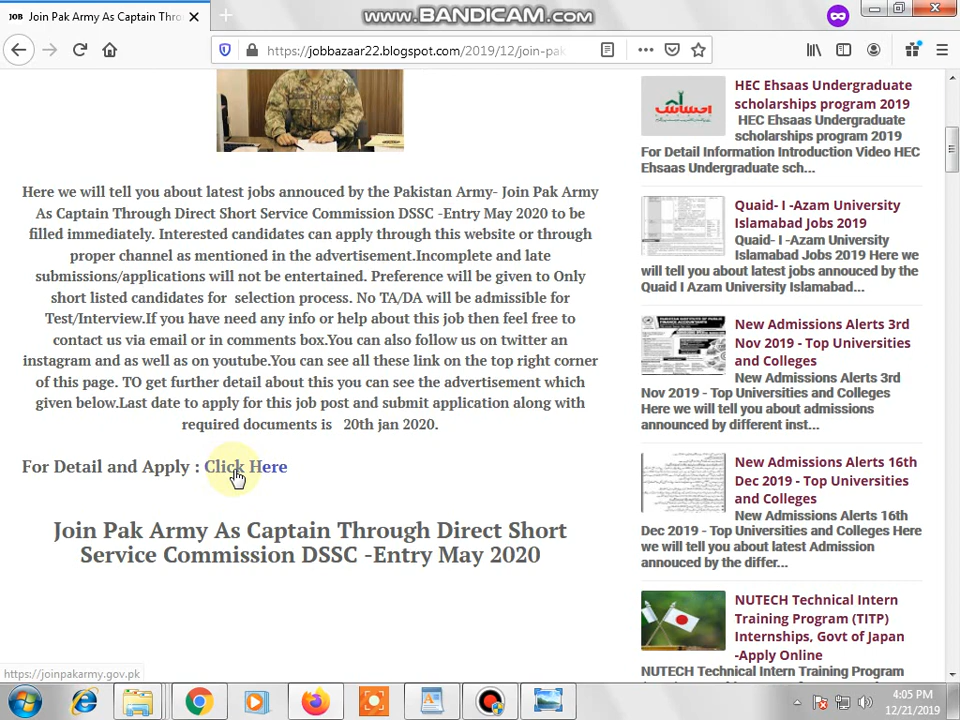 WWW.BANDICAM.COM
JOB Join Pak Army As Captain Thro
https://jobbazaar22.blogspot.com/2019/12/join-pak
Here we will tell you about latest jobs annouced by the Pakistan Army- Join Pak Army
As Captain Through Direct Short Service Commission DSSC -Entry May 2020 to be
filled immediately. Interested candidates can apply through this website or through
proper channel as mentioned in the advertisement.Incomplete and late
submissions/applications will not be entertained. Preference will be given to Only
short listed candidates for selection process. No TA/DA will be admissible for
Test/Interview.If you have need any info or help about this job then feel free to
contact us via email or in comments box.You can also follow us on twitter an
instagram and as well as on youtube.You can see all these link on the top right corner
of this page. TO get further detail about this you can see the advertisement which
given below.Last date to apply for this job post and submit application along with
required documents is 20th jan 2020.
For Detail and Apply : Click Here
Join Pak Army As Captain Through Direct Short
Service Commission DSSC -Entry May 2020
HEC Ehsaas Undergraduate
scholarships program 2019
HEC Ehsaas Undergraduate
scholarships program 2019
For Detail Information Introduction Video HEC
Ehsaas Undergraduate sch...
Quaid- I -Azam University
Islamabad Jobs 2019
Quaid- I -Azam University
Islamabad Jobs 2019 Here we
will tell you about latest jobs annouced by the
Quaid I Azam University Islamabad...
New Admissions Alerts 3rd
Nov 2019 - Top Universities
and Colleges
New Admissions Alerts 3rd
Nov 2019 - Top Universities and Colleges
Here we will tell you about admissions
announced by different inst...
New Admissions Alerts 16th
Dec 2019 - Top Universities
and Colleges
New Admissions Alerts 16th
Dec 2019 - Top Universities and Colleges Here
we will tell you about latest Admission
annouced by the differ...
NUTECH Technical Intern
Training Program (TITP)
Internships, Govt of Japan
-Apply Online
NUTECH Technical Intern Training Program
https://joinpakarmy.gov.pk
4:05 PM
12/21/2019